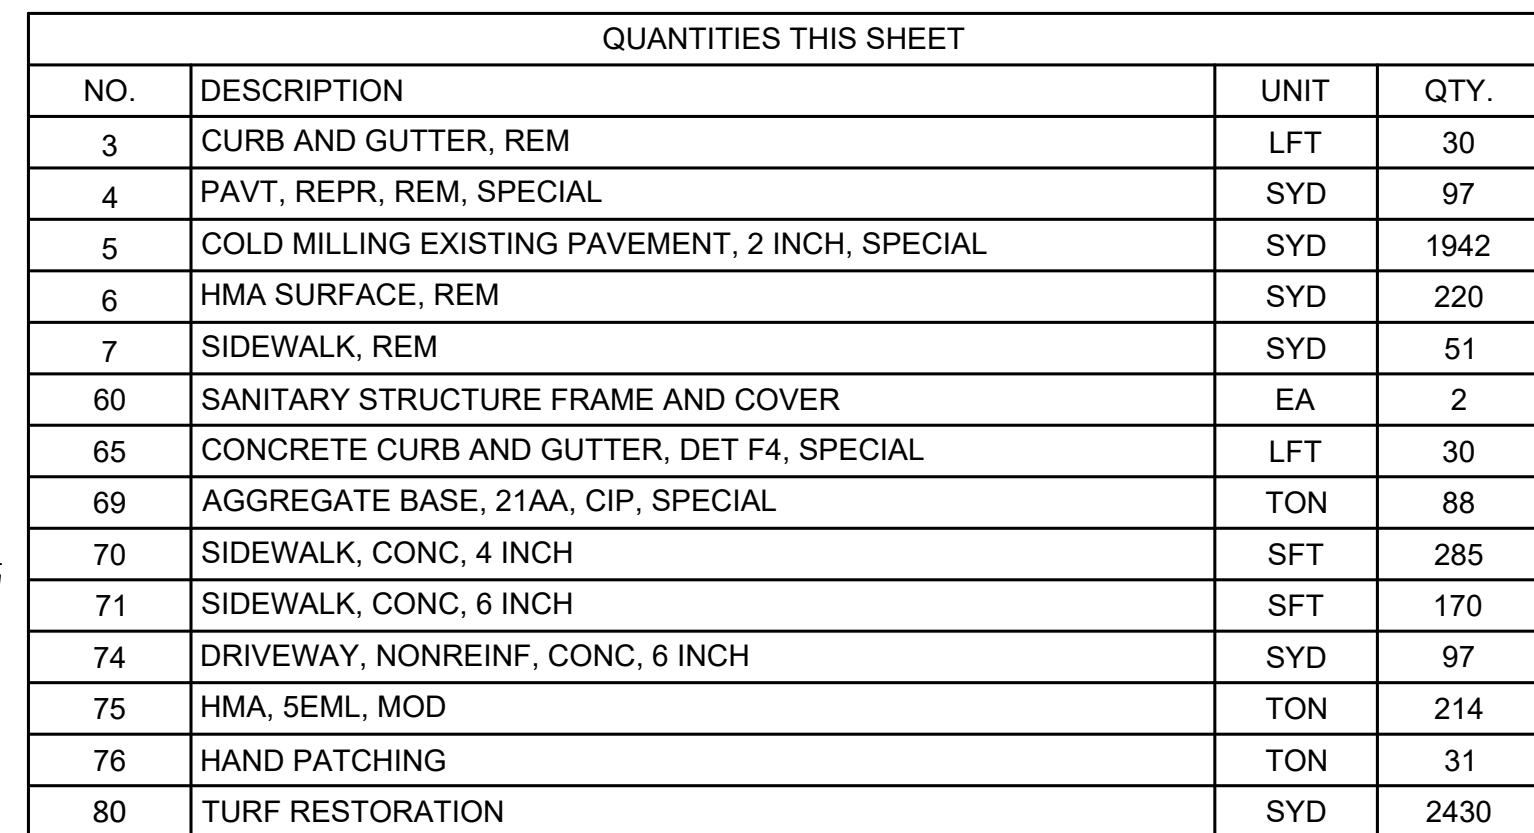 QUANTITIES THIS SHEET
NO. DESCRIPTION UNIT QTY.
3 CURB AND GUTTER, REM LFT 30
4 PAVT, REPR, REM, SPECIAL SYD 97
5 COLD MILLING EXISTING PAVEMENT, 2 INCH, SPECIAL SYD 1942
6 HMA SURFACE, REM SYD 220
7 SIDEWALK, REM SYD 51
60 SANITARY STRUCTURE FRAME AND COVER EA 2
65 CONCRETE CURB AND GUTTER, DET F4, SPECIAL LFT 30
69 AGGREGATE BASE, 21AA, CIP, SPECIAL TON 88
70 SIDEWALK, CONC, 4 INCH SFT 285
71 SIDEWALK, CONC, 6 INCH SFT 170
74 DRIVEWAY, NONREINF, CONC, 6 INCH SYD 97
75 HMA, 5EML, MOD TON 214
76 HAND PATCHING TON 31
80 TURF RESTORATION SYD 2430